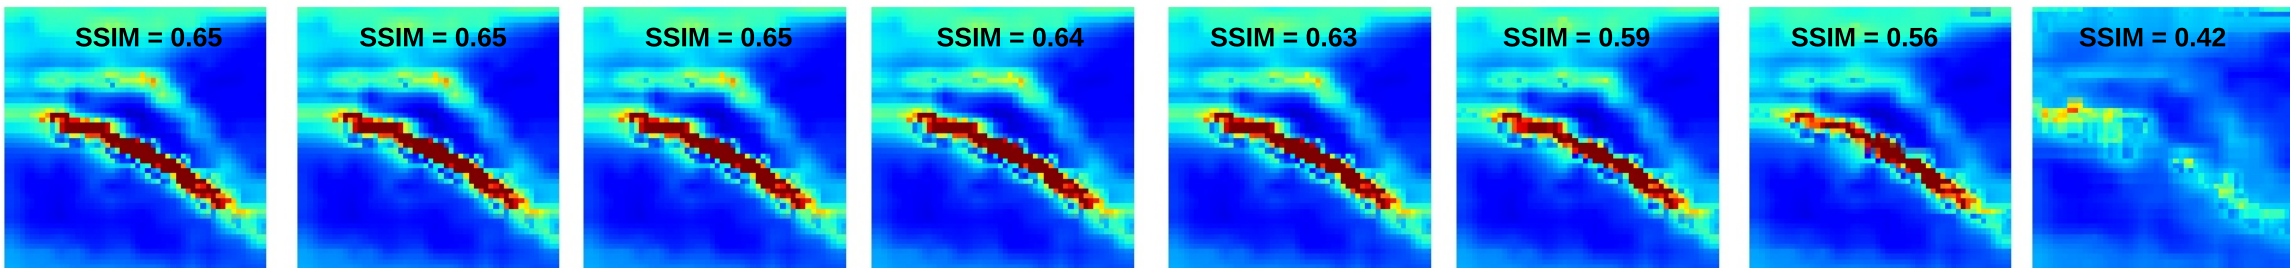 SSIM = 0.65
SSIM = 0.65
SSIM = 0.65
SSIM = 0.64
SSIM = 0.63
SSIM = 0.59
SSIM = 0.56
SSIM = 0.42